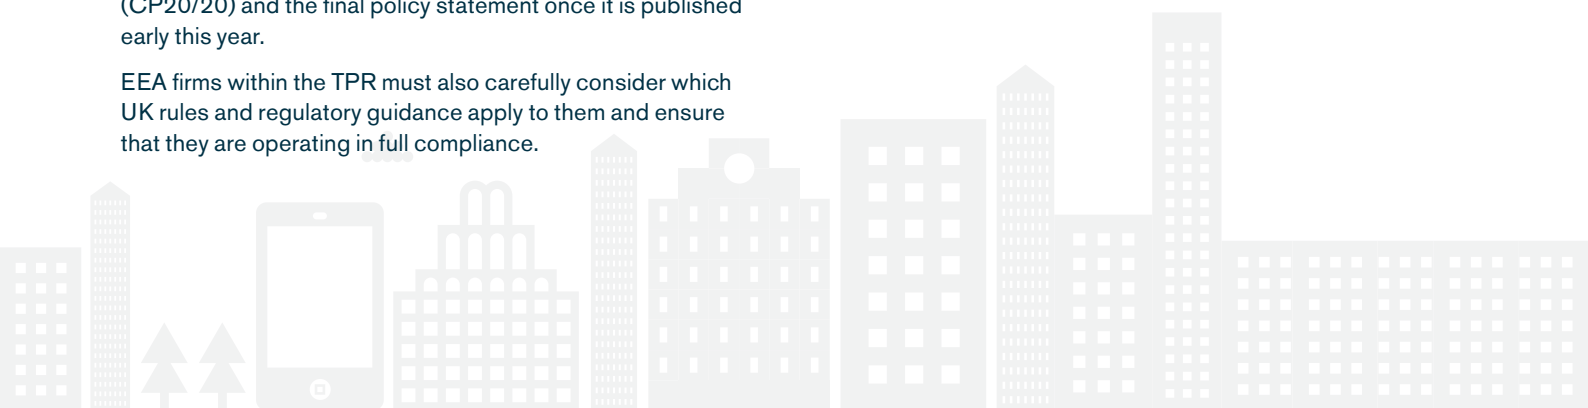 (CP20/20) and the final policy statement once it is published
early this year.
EEA firms within the TPR must also carefully consider which
UK rules and regulatory guidance apply to them and ensure
that they are operating in full compliance.